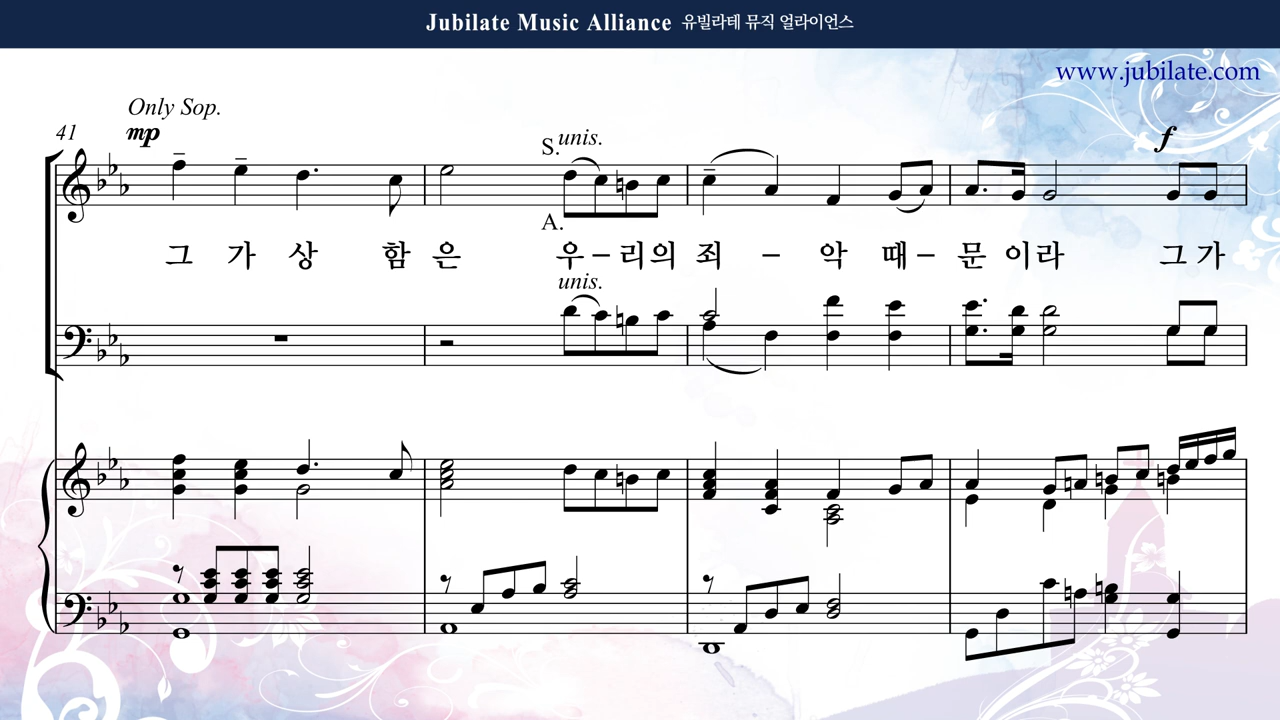 Jubilate Music Alliance 유빌라테 뮤직 얼라이언스
www.jubilate.com
Only Sop.
41 mp
S. unis.
f
A.
그 가 상 함 은 우 – 리 의 죄 – 악 때 – 문 이 라 그 가
unis.